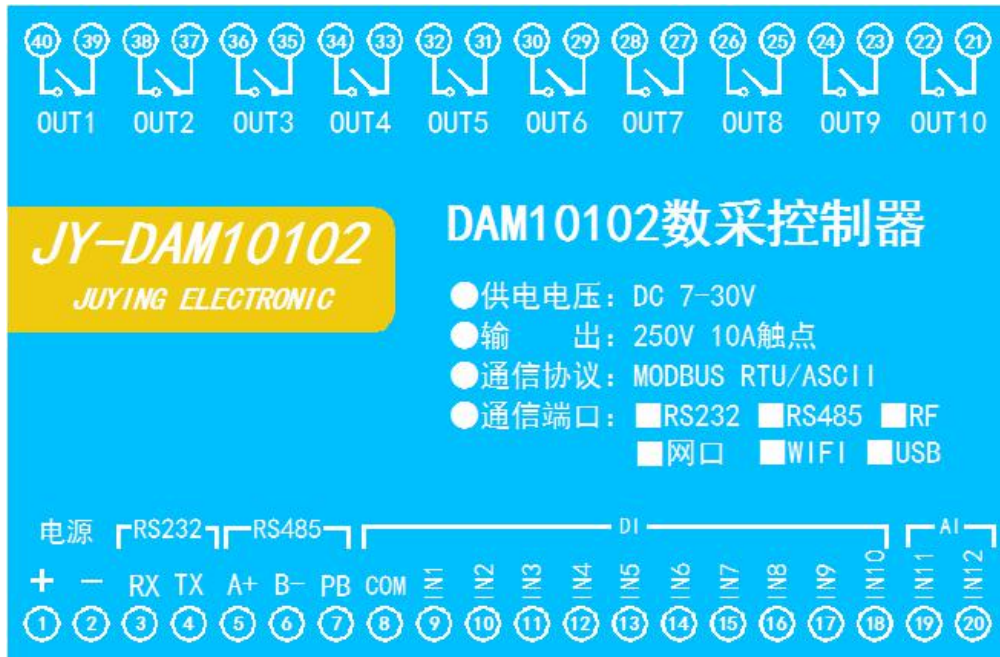 40 39 38 37 36 35 34 33 32 31 30 29 28 27 26 25 24 23 22 21
OUT1 OUT2 OUT3 OUT4 OUT5 OUT6 OUT7 OUT8 OUT9 OUT10
JY-DAM10102
JUYING ELECTRONIC
DAM10102数采控制器
●供电电压：DC 7-30V
●输 出：250V 10A触点
●通信协议：MODBUS RTU/ASCII
●通信端口：■RS232 ■RS485 ■RF
■网口 ■WIFI ■USB
电源 RS232 RS485 DI AI
+ - RX TX A+ B- PB COM IN1 IN2 IN3 IN4 IN5 IN6 IN7 IN8 IN9 IN10 IN11 IN12
1 2 3 4 5 6 7 8 9 10 11 12 13 14 15 16 17 18 19 20